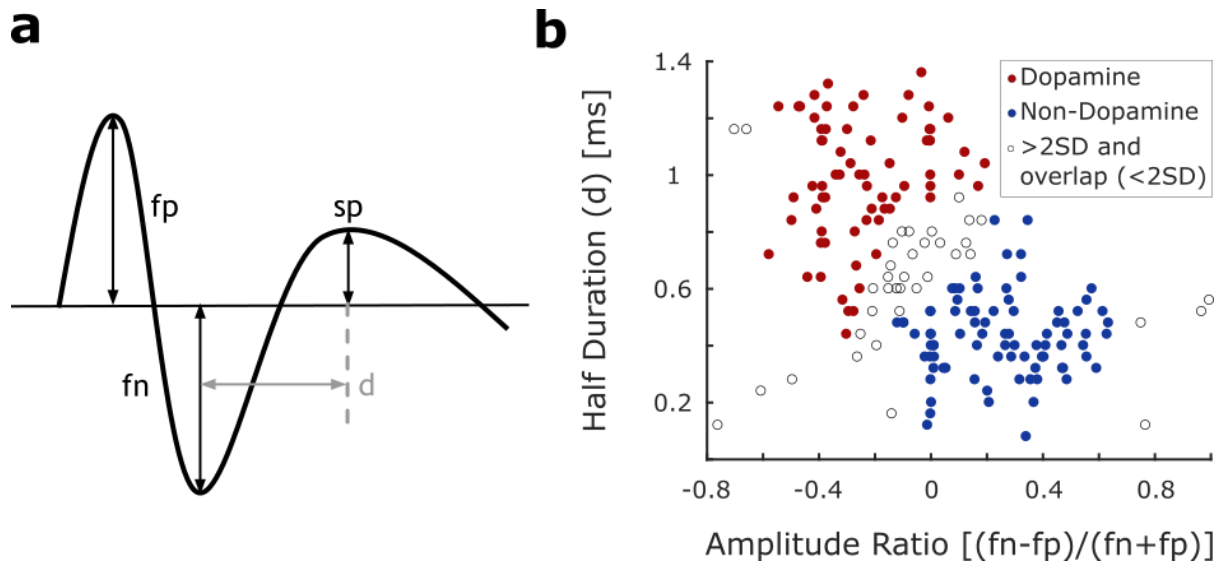 a
fp
sp
fn
d
b
Half Duration (d) [ms]
1.4
1
0.6
0.2
Dopamine
Non-Dopamine
>2SD and
overlap (<2SD)
-0.8
-0.4
0
0.4
0.8
Amplitude Ratio [(fn-fp)/(fn+fp)]